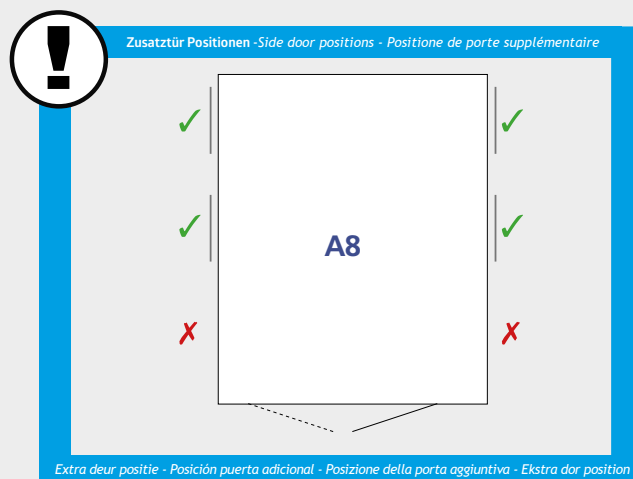 !
Zusatztür Positionen -Side door positions - Positione de porte supplémentaire
✓ ✓
✓ ✓
A8
✗ ✗
Extra deur positie - Posición puerta adicional - Posizione della porta aggiuntiva - Ekstra dor position